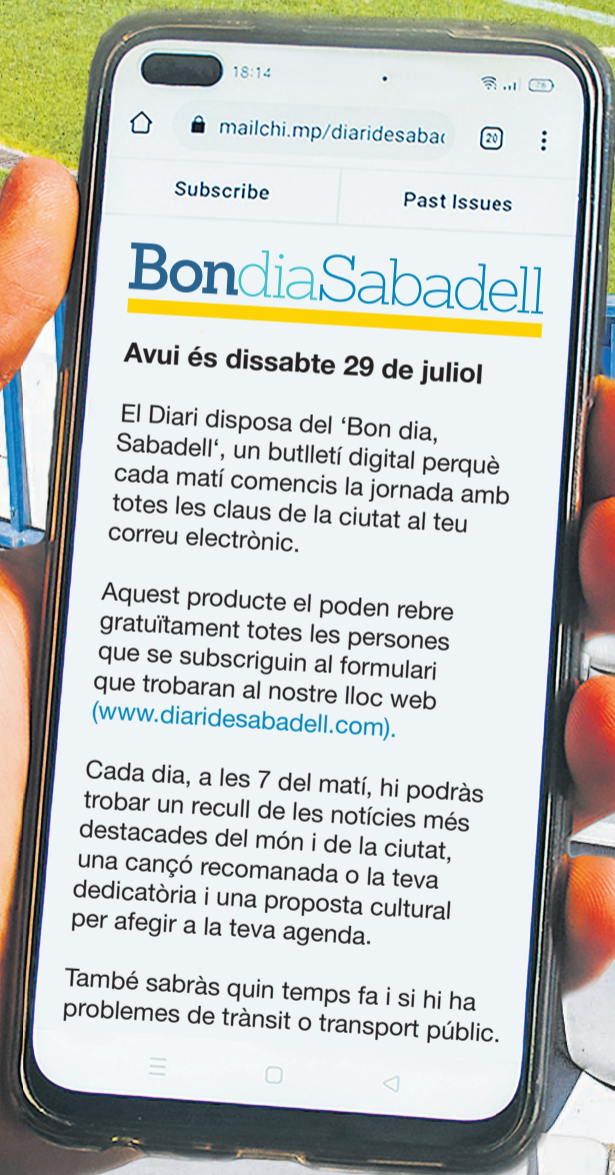 18:14
76
mailchi.mp/diaridesabac
20
Subscribe
Past Issues
BondiaSabadell
Avui és dissabte 29 de juliol
El Diari disposa del ‘Bon dia,
Sabadell‘, un butlletí digital perquè
cada matí comencis la jornada amb
totes les claus de la ciutat al teu
correu electrònic.
Aquest producte el poden rebre
gratuïtament totes les persones
que se subscriguin al formulari
que trobaran al nostre lloc web
(www.diaridesabadell.com).
Cada dia, a les 7 del matí, hi podràs
trobar un recull de les notícies més
destacades del món i de la ciutat,
una cançó recomanada o la teva
dedicatòria i una proposta cultural
per afegir a la teva agenda.
També sabràs quin temps fa i si hi ha
problemes de trànsit o transport públic.